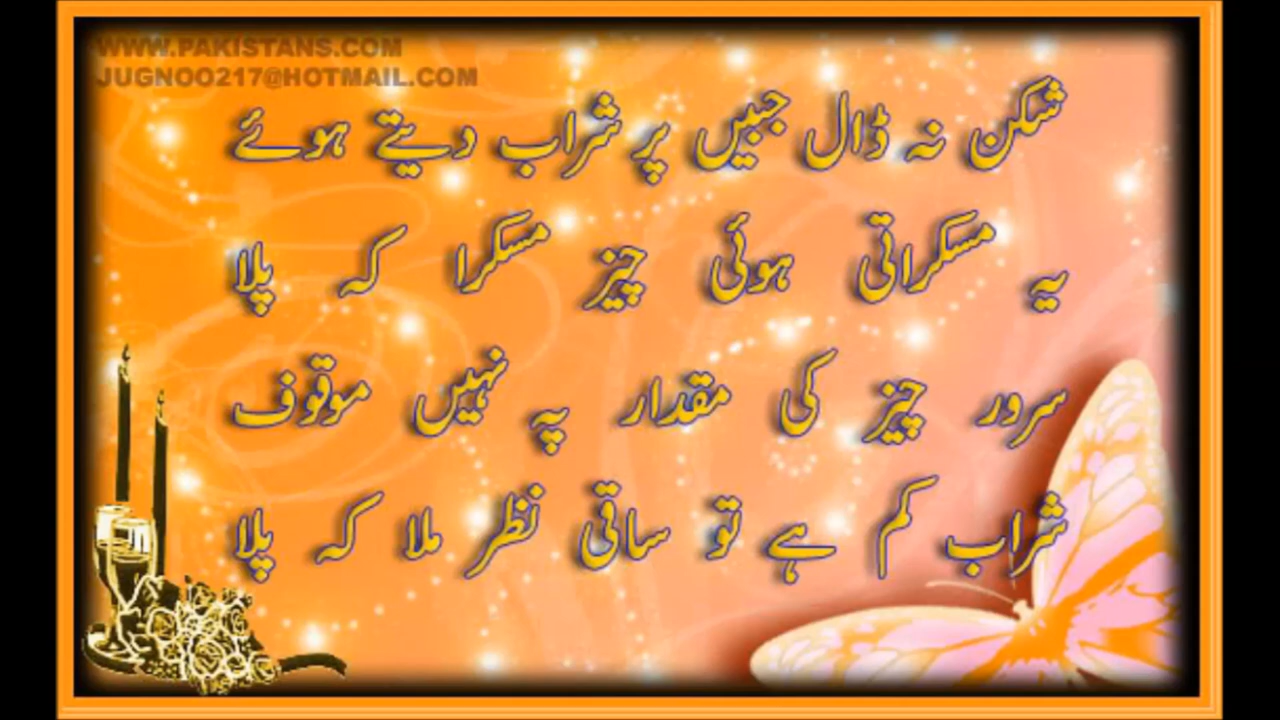 WWW.PAKISTANS.COM
JUGNOO217@HOTMAIL.COM
شکن نہ ڈال جبیں پر شراب دیتے ہوئے
یہ مسکراتی ہوئی چیز مسکرا کہ پلا
سرور چیز کی مقدار پہ نہیں موقوف
شراب کم ہے تو ساقی نظر ملا کہ پلا